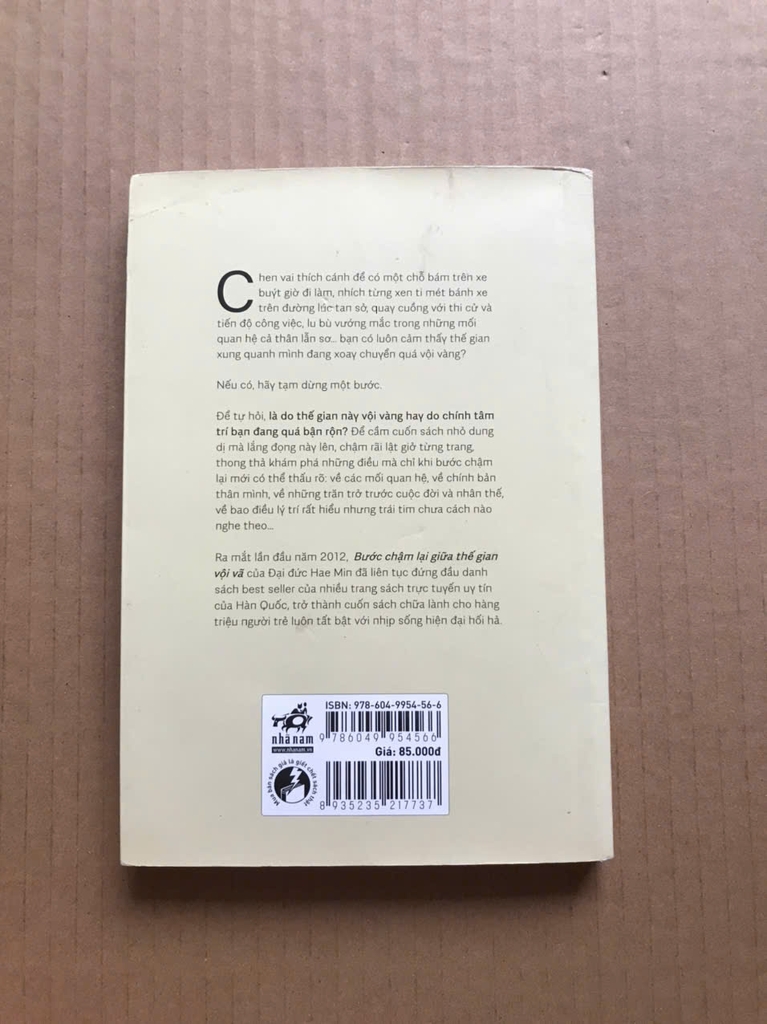 Chen vai thích cánh để có một chỗ bám trên xe
buýt giờ đi làm, nhích từng xen ti mét bánh xe
trên đường lúc tan sở, quay cuồng với thi cử và
tiến độ công việc, lu bù vướng mắc trong những mối
quan hệ cả thân lẫn sơ... bạn có luôn cảm thấy thế gian
xung quanh mình đang xoay chuyển quá vội vàng?
Nếu có, hãy tạm dừng một bước.
Để tự hỏi, là do thế gian này vội vàng hay do chính tâm
trí bạn đang quá bận rộn? Để cầm cuốn sách nhỏ dung
dị mà lắng đọng này lên, chậm rãi lật giở từng trang,
thong thả khám phá những điều mà chỉ khi bước chậm
lại mới có thể thấu rõ: về các mối quan hệ, về chính bản
thân mình, về những trăn trở trước cuộc đời và nhân thế,
về bao điều lý trí rất hiểu nhưng trái tim chưa cách nào
nghe theo...
Ra mắt lần đầu năm 2012, Bước chậm lại giữa thế gian
vội vã của Đại đức Hae Min đã liên tục đứng đầu danh
sách best seller của nhiều trang sách trực tuyến uy tín
của Hàn Quốc, trở thành cuốn sách chữa lành cho hàng
triệu người trẻ luôn tất bật với nhịp sống hiện đại hối hả.
ISBN: 978-604-9954-56-6
nhã nam
www.nhanam.vn
9 786049 954566
Giá: 85.000đ
Mua bán sách giả là giết chết sách thật
8 935235 217737